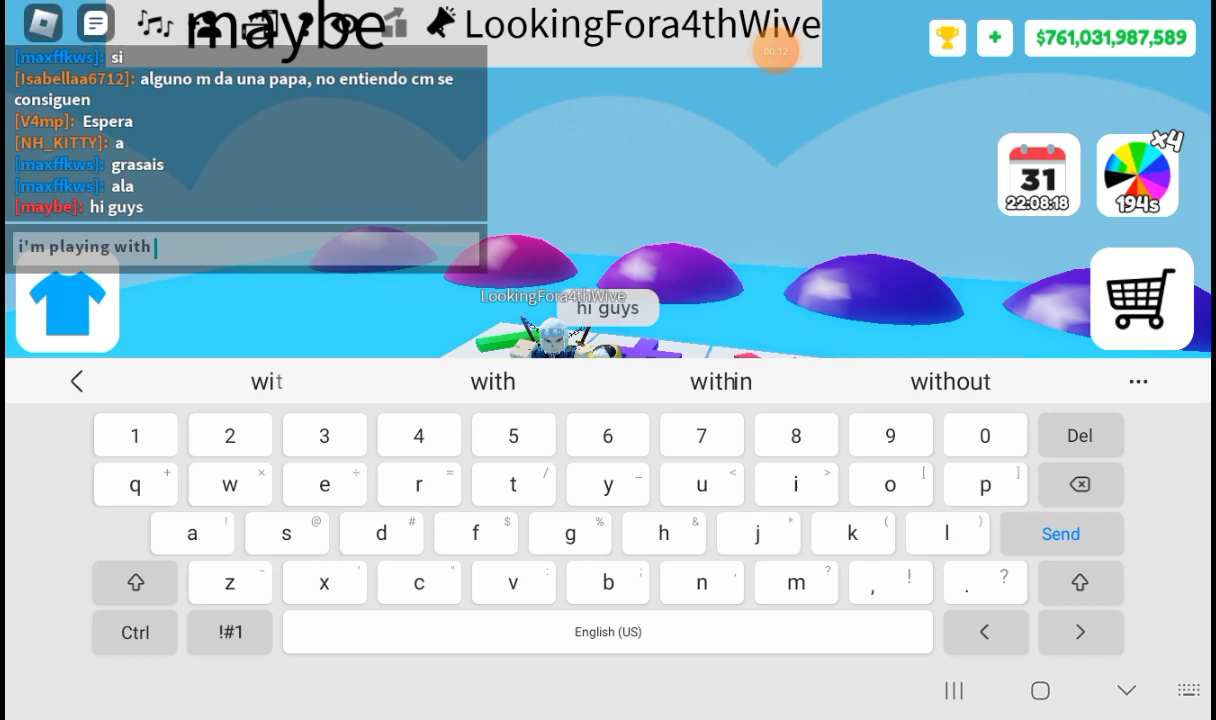 maybe
LookingFora4thWive
00:12
+
$761,031,987,589
[maxffkws]: si
[Isabellaa6712]: alguno m da una papa, no entiendo cm se
consiguen
[V4mp]: Espera
[NH_KITTY]: a
[maxffkws]: grasais
[maxffkws]: ala
[maybe]: hi guys
i'm playing with
31
22:08:18
x4
194s
LookingFora4thWive
hi guys
wit with within without ...
1 2 3 4 5 6 7 8 9 0 Del
q + w × e ÷ r = t / y _ u < i > o [ p ]
a ! s @ d # f $ g % h & j * k ( l ) Send
z - x ' c " v : b ; n , m ? , ! . ?
Ctrl !#1 English (US) < >